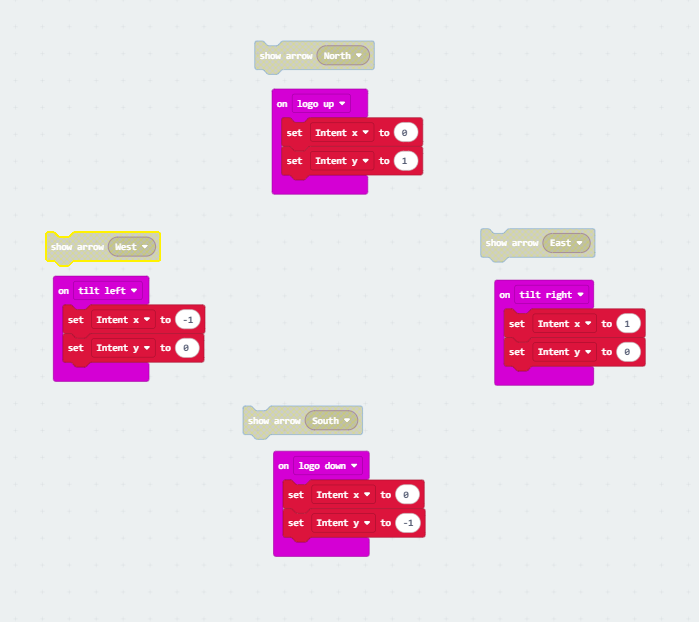 show arrow North
on logo up
set Intent x to 0
set Intent y to 1
show arrow West
on tilt left
set Intent x to -1
set Intent y to 0
show arrow East
on tilt right
set Intent x to 1
set Intent y to 0
show arrow South
on logo down
set Intent x to 0
set Intent y to -1